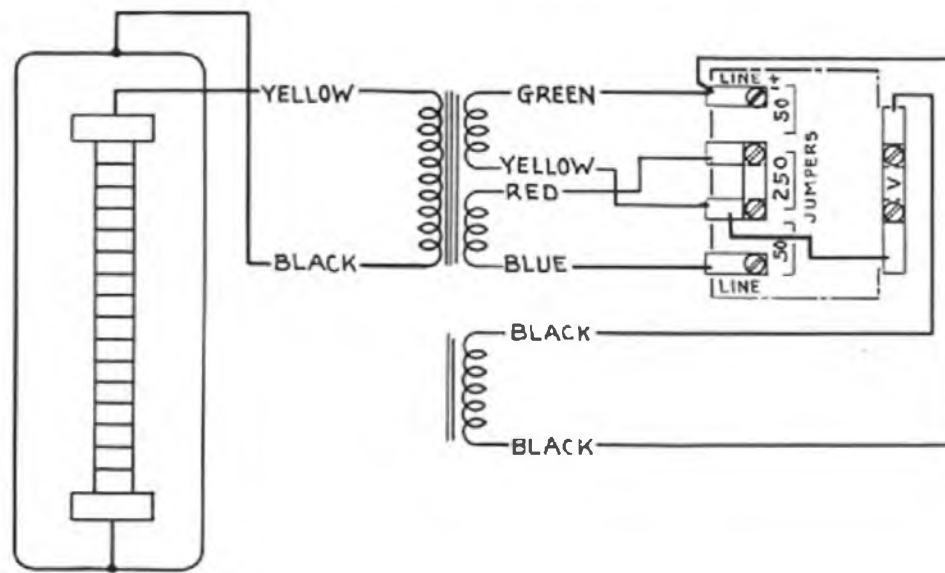 YELLOW
BLACK
GREEN
YELLOW
RED
BLUE
BLACK
BLACK
LINE
50
250
50
LINE
JUMPERS
V